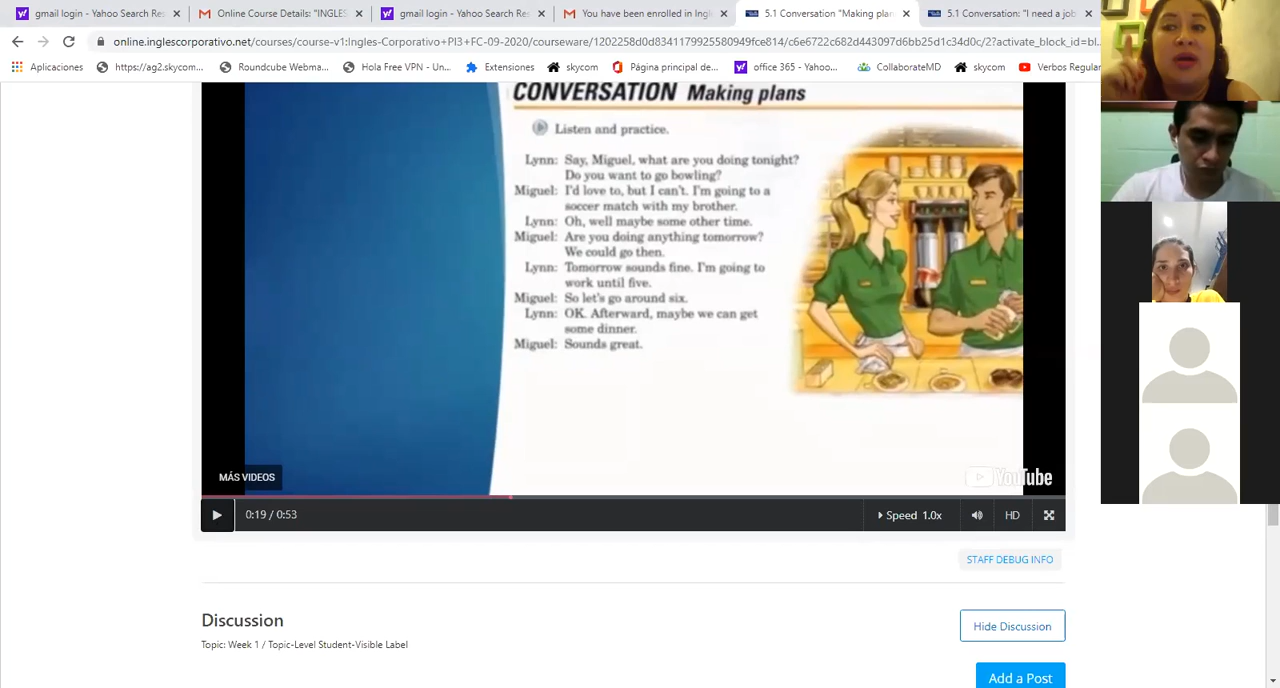 gmail login - Yahoo Search Res
Online Course Details: "INGLES
gmail login - Yahoo Search Res
You have been enrolled in Ingl
5.1 Conversation "Making plan
5.1 Conversation: "I need a job
online.inglescorporativo.net/courses/course-v1:Ingles-Corporativo+PI3+FC-09-2020/courseware/1202258d0d8341179925580949fce814/c6e6722c682d443097d6bb25d1c34d0c/2?activate_block_id=bl...
Aplicaciones
https://ag2.skycom...
Roundcube Webma...
Hola Free VPN - Un...
Extensiones
skycom
Página principal de...
office 365 - Yahoo...
CollaborateMD
skycom
Verbos Regular
CONVERSATION Making plans
Listen and practice.
Lynn: Say, Miguel, what are you doing tonight?
Do you want to go bowling?
Miguel: I'd love to, but I can't. I'm going to a
soccer match with my brother.
Lynn: Oh, well maybe some other time.
Miguel: Are you doing anything tomorrow?
We could go then.
Lynn: Tomorrow sounds fine. I'm going to
work until five.
Miguel: So let's go around six.
Lynn: OK. Afterward, maybe we can get
some dinner.
Miguel: Sounds great.
MÁS VIDEOS
YouTube
0:19 / 0:53
Speed 1.0x
HD
STAFF DEBUG INFO
Discussion
Hide Discussion
Topic: Week 1 / Topic-Level Student-Visible Label
Add a Post